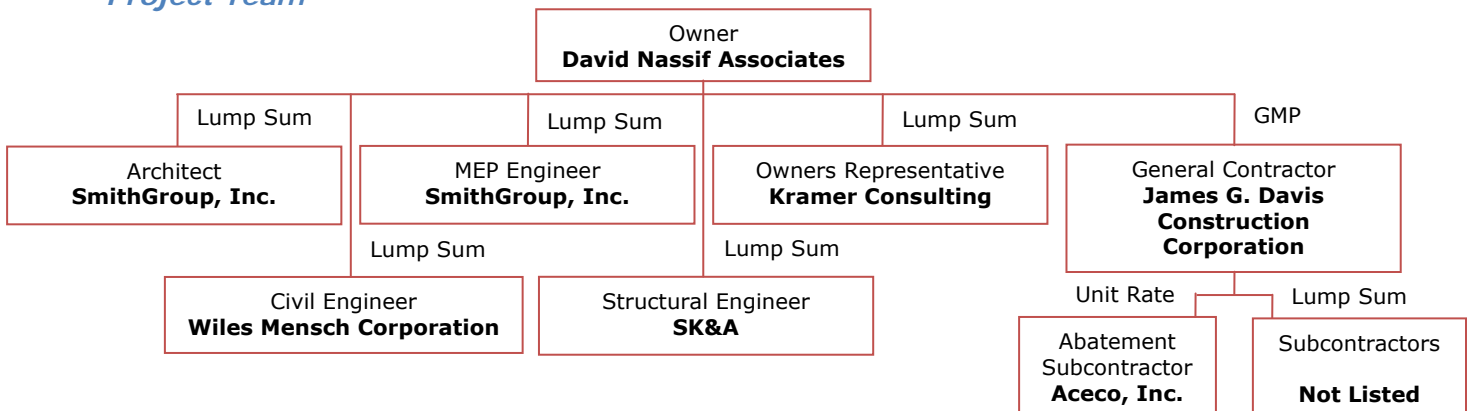 Project Team
Owner
David Nassif Associates
Lump Sum
Lump Sum
Lump Sum
GMP
Architect
SmithGroup, Inc.
MEP Engineer
SmithGroup, Inc.
Owners Representative
Kramer Consulting
General Contractor
James G. Davis
Construction
Corporation
Lump Sum
Lump Sum
Civil Engineer
Wiles Mensch Corporation
Structural Engineer
SK&A
Unit Rate
Lump Sum
Abatement
Subcontractor
Aceco, Inc.
Subcontractors
Not Listed